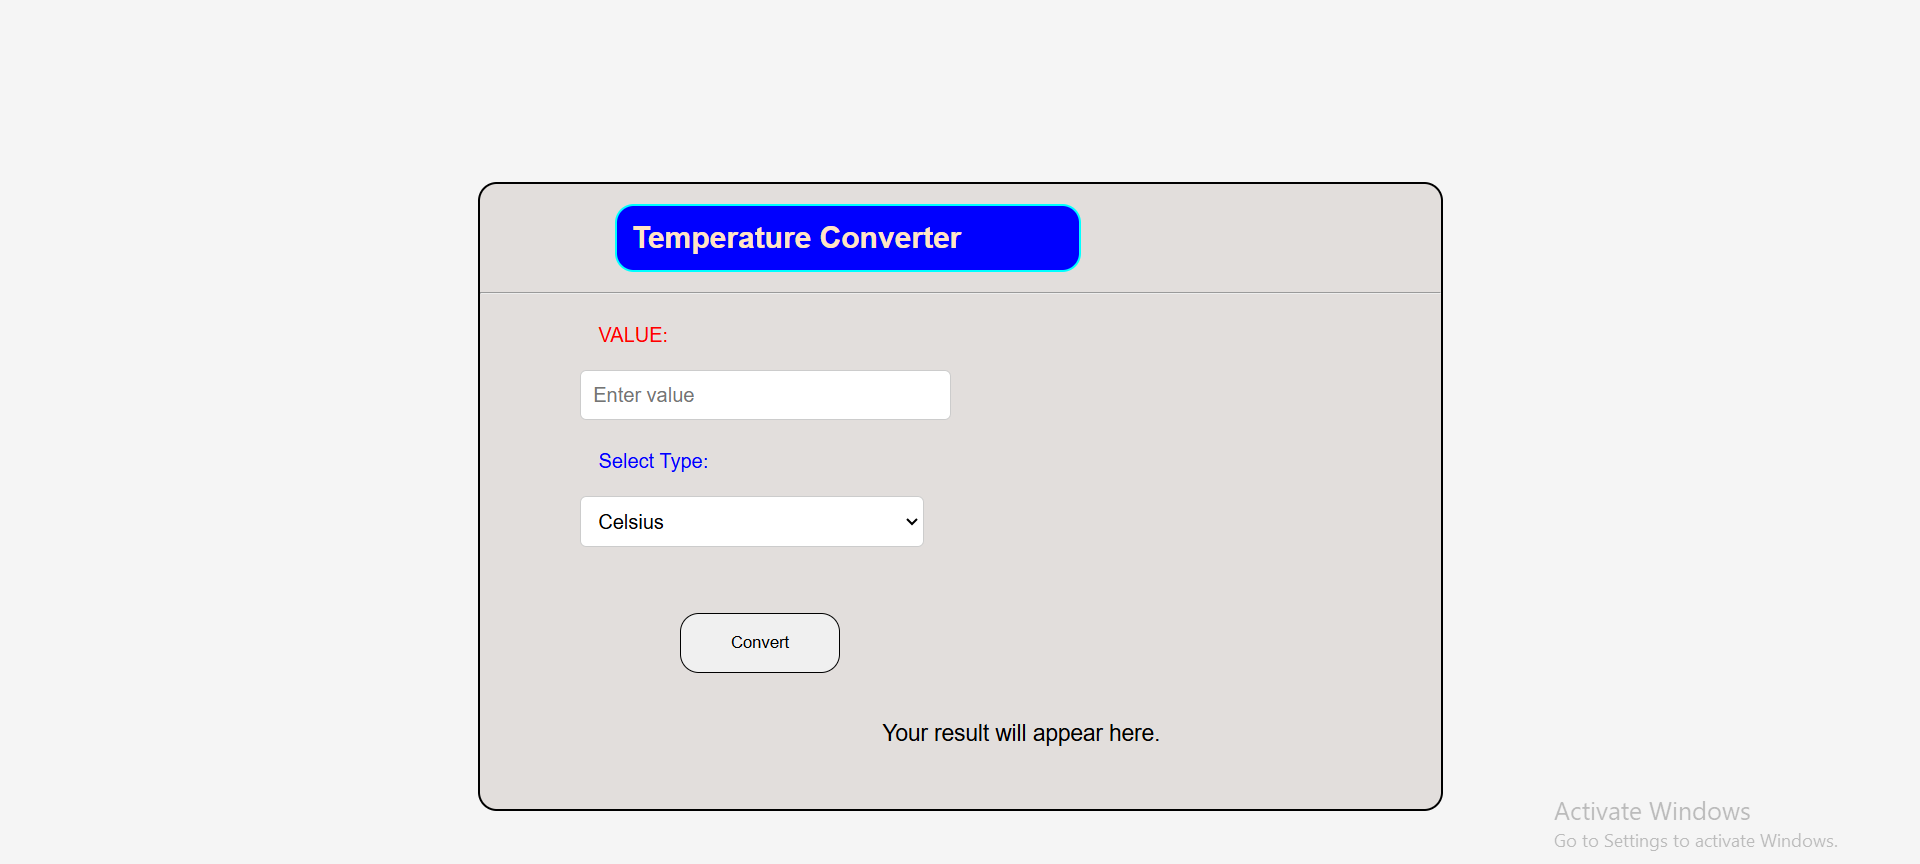 Temperature Converter
VALUE:
Enter value
Select Type:
Celsius
Convert
Your result will appear here.
Activate Windows
Go to Settings to activate Windows.